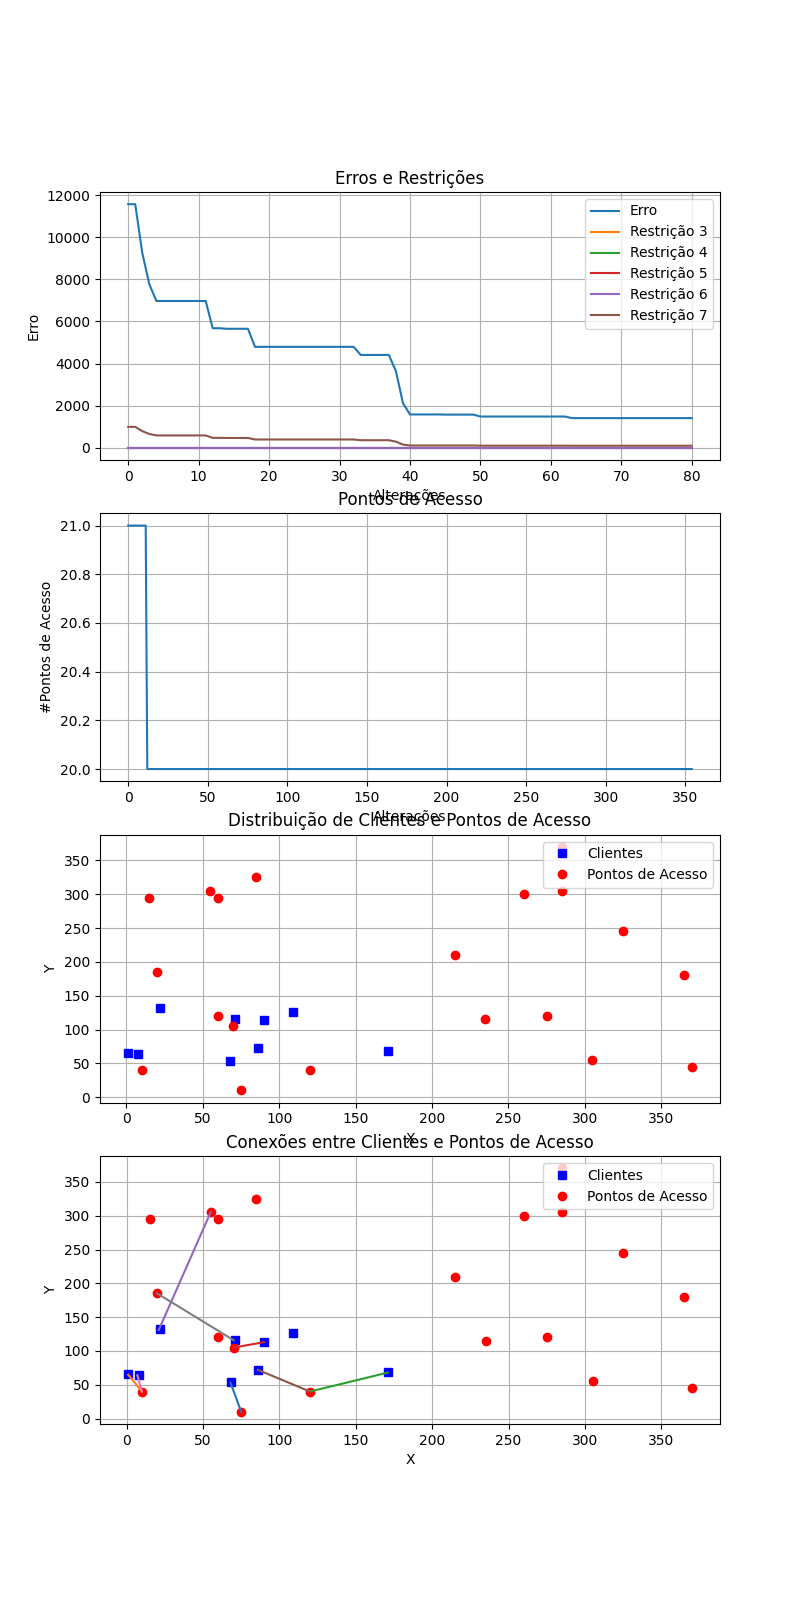 Erros e Restrições
12000
10000
8000
6000
4000
2000
0
Erro
Erro
Restrição 3
Restrição 4
Restrição 5
Restrição 6
Restrição 7
0 10 20 30 40 50 60 70 80
Alterações
Pontos de Acesso
21.0
20.8
20.6
20.4
20.2
20.0
#Pontos de Acesso
0 50 100 150 200 250 300 350
Alterações
Distribuição de Clientes e Pontos de Acesso
350
300
250
200
150
100
50
0
Y
Clientes
Pontos de Acesso
0 50 100 150 200 250 300 350
X
Conexões entre Clientes e Pontos de Acesso
350
300
250
200
150
100
50
0
Y
Clientes
Pontos de Acesso
0 50 100 150 200 250 300 350
X